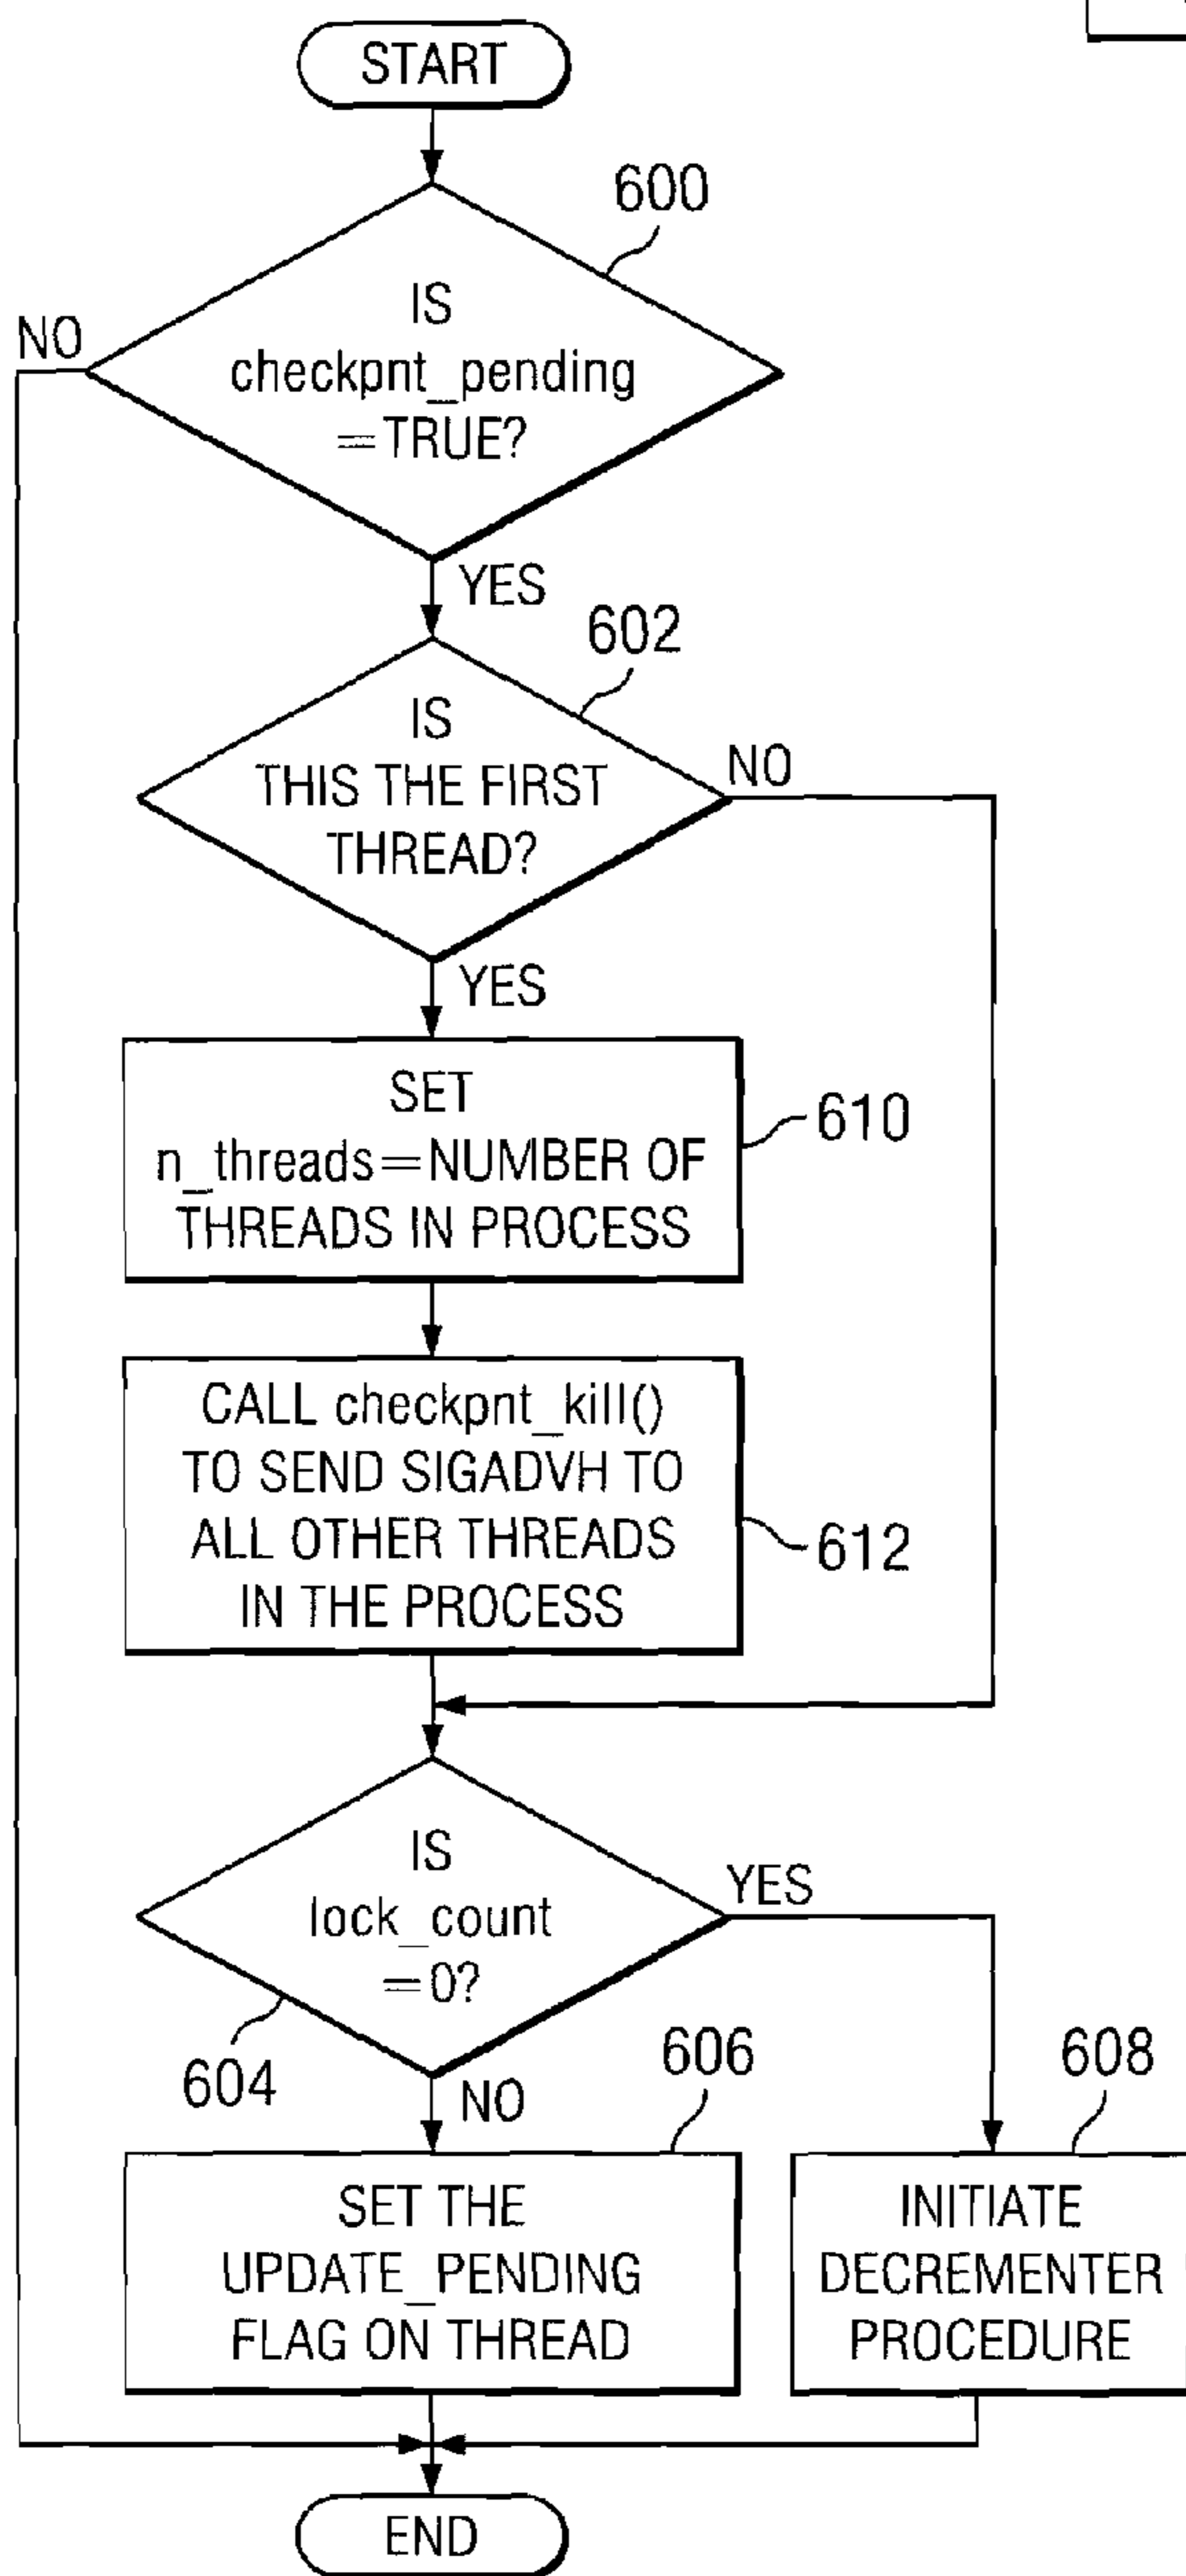 START
600
IS
checkpnt_pending
=TRUE?
NO
YES
602
IS
THIS THE FIRST
THREAD?
NO
YES
SET
n_threads=NUMBER OF
THREADS IN PROCESS
610
CALL checkpnt_kill()
TO SEND SIGADVH TO
ALL OTHER THREADS
IN THE PROCESS
612
IS
lock_count
=0?
YES
604
NO
606
608
SET THE
UPDATE_PENDING
FLAG ON THREAD
INITIATE
DECREMENTER
PROCEDURE
END